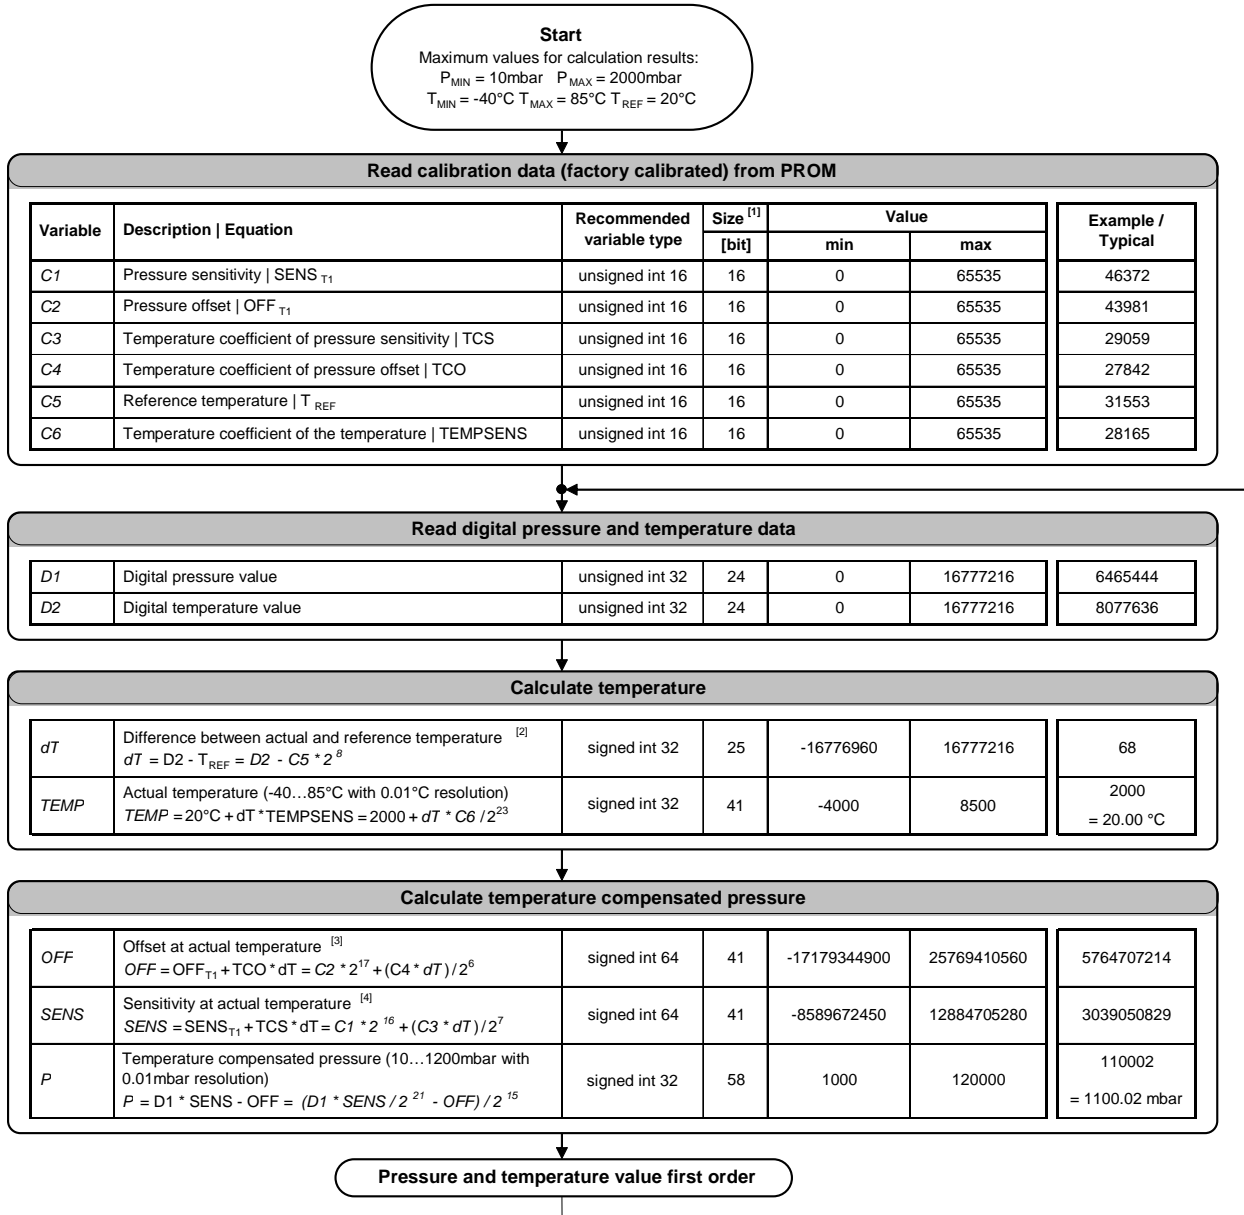 Start
Maximum values for calculation results:
P_MIN = 10mbar P_MAX = 2000mbar
T_MIN = -40°C T_MAX = 85°C T_REF = 20°C
Read calibration data (factory calibrated) from PROM
Variable Description | Equation Recommended variable type Size [1] [bit] Value min max Example / Typical
C1 Pressure sensitivity | SENS T1 unsigned int 16 16 0 65535 46372
C2 Pressure offset | OFF T1 unsigned int 16 16 0 65535 43981
C3 Temperature coefficient of pressure sensitivity | TCS unsigned int 16 16 0 65535 29059
C4 Temperature coefficient of pressure offset | TCO unsigned int 16 16 0 65535 27842
C5 Reference temperature | T REF unsigned int 16 16 0 65535 31553
C6 Temperature coefficient of the temperature | TEMPSENS unsigned int 16 16 0 65535 28165
Read digital pressure and temperature data
D1 Digital pressure value unsigned int 32 24 0 16777216 6465444
D2 Digital temperature value unsigned int 32 24 0 16777216 8077636
Calculate temperature
dT Difference between actual and reference temperature [2]
dT = D2 - T_REF = D2 - C5 * 2^8 signed int 32 25 -16776960 16777216 68
TEMP Actual temperature (-40…85°C with 0.01°C resolution)
TEMP = 20°C + dT * TEMPSENS = 2000 + dT * C6 / 2^23 signed int 32 41 -4000 8500 2000
= 20.00 °C
Calculate temperature compensated pressure
OFF Offset at actual temperature [3]
OFF = OFF_T1 + TCO * dT = C2 * 2^17 + (C4 * dT) / 2^6 signed int 64 41 -17179344900 25769410560 5764707214
SENS Sensitivity at actual temperature [4]
SENS = SENS_T1 + TCS * dT = C1 * 2^16 + (C3 * dT) / 2^7 signed int 64 41 -8589672450 12884705280 3039050829
P Temperature compensated pressure (10…1200mbar with
0.01mbar resolution) signed int 32 58 1000 120000 110002
P = D1 * SENS - OFF = (D1 * SENS / 2^21 - OFF) / 2^15 = 1100.02 mbar
Pressure and temperature value first order